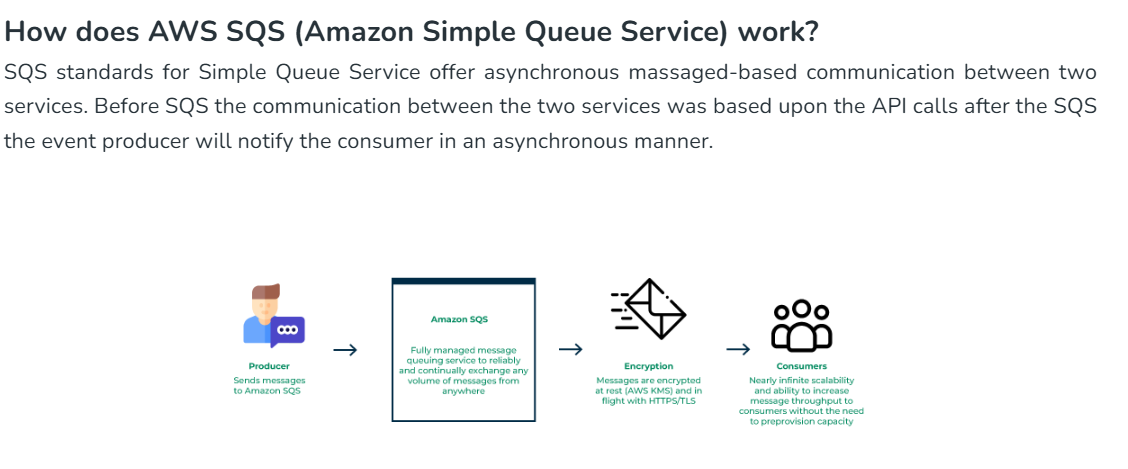 How does AWS SQS (Amazon Simple Queue Service) work?
SQS standards for Simple Queue Service offer asynchronous massaged-based communication between two
services. Before SQS the communication between the two services was based upon the API calls after the SQS
the event producer will notify the consumer in an asynchronous manner.
Producer
Sends messages
to Amazon SQS
Amazon SQS
Fully managed message
queuing service to reliably
and continually exchange any
volume of messages from
anywhere
Encryption
Messages are encrypted
at rest (AWS KMS) and in
flight with HTTPS/TLS
Consumers
Nearly infinite scalability
and ability to increase
message throughput to
consumers without the need
to preprovision capacity